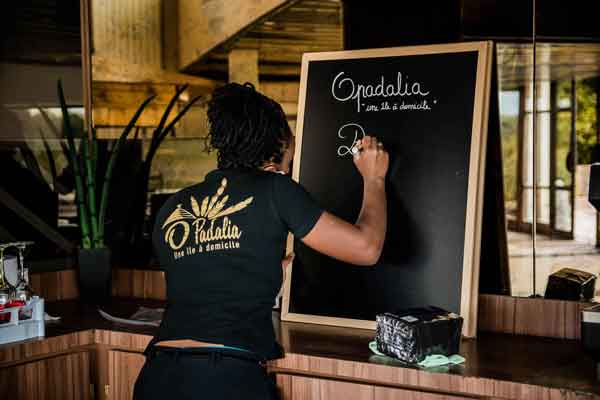 Opadalia
"une île à domicile"
D
O'Padalia
Une île à domicile